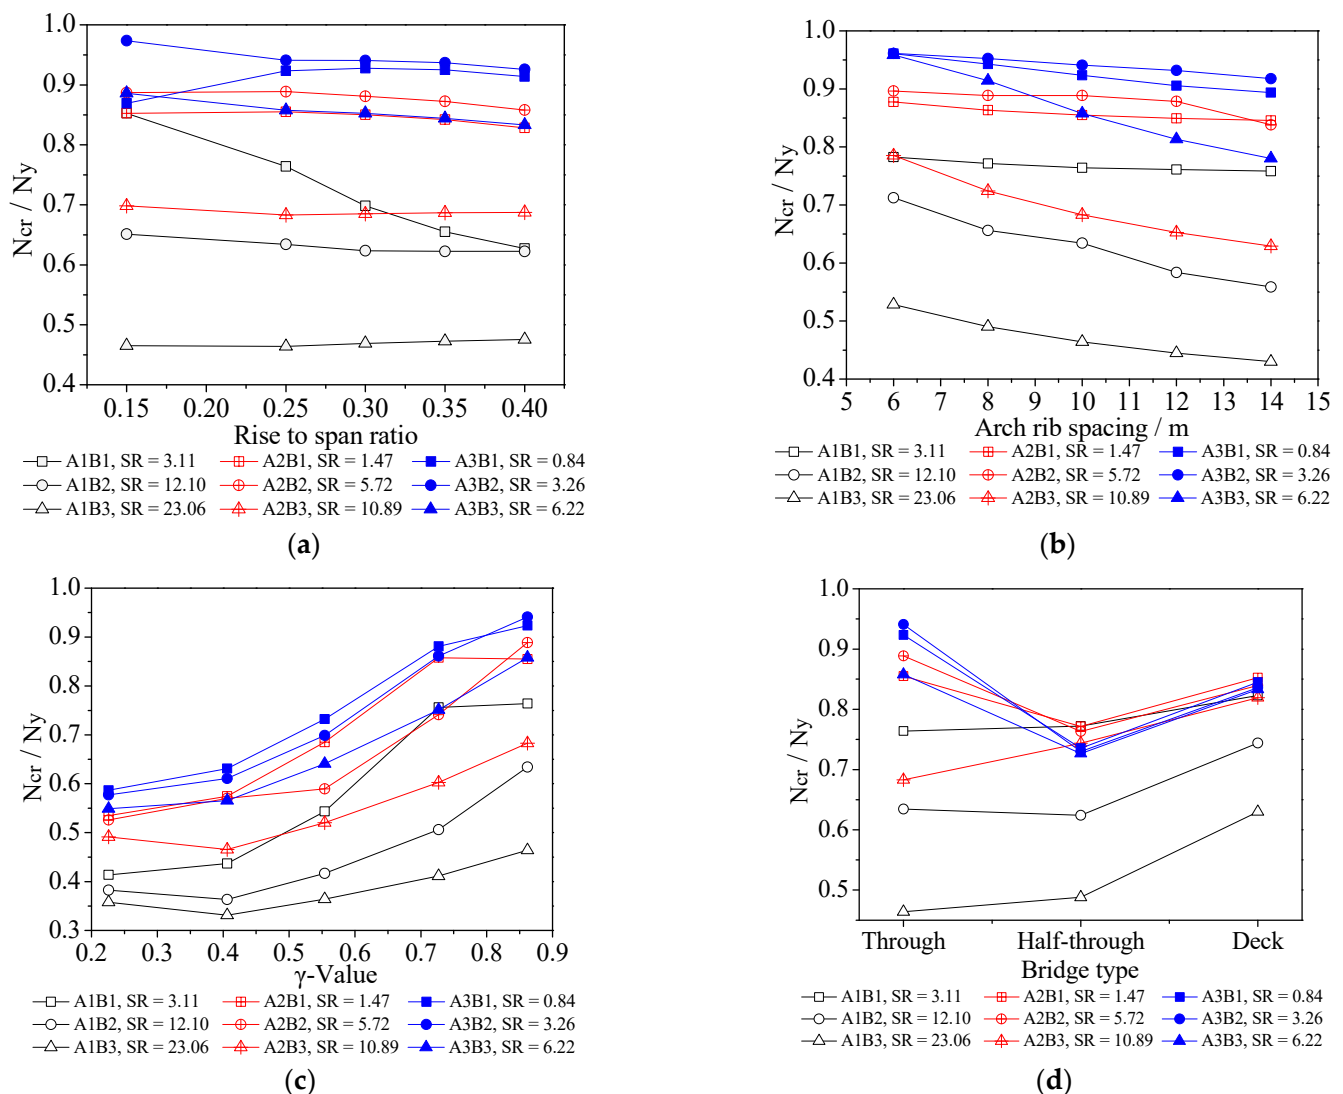 1.0
0.9
0.8
0.7
0.6
0.5
0.4
Ncr / Ny
0.15 0.20 0.25 0.30 0.35 0.40
Rise to span ratio
A1B1, SR = 3.11 A2B1, SR = 1.47 A3B1, SR = 0.84
A1B2, SR = 12.10 A2B2, SR = 5.72 A3B2, SR = 3.26
A1B3, SR = 23.06 A2B3, SR = 10.89 A3B3, SR = 6.22
(a)
1.0
0.9
0.8
0.7
0.6
0.5
0.4
Ncr / Ny
5 6 7 8 9 10 11 12 13 14 15
Arch rib spacing / m
A1B1, SR = 3.11 A2B1, SR = 1.47 A3B1, SR = 0.84
A1B2, SR = 12.10 A2B2, SR = 5.72 A3B2, SR = 3.26
A1B3, SR = 23.06 A2B3, SR = 10.89 A3B3, SR = 6.22
(b)
1.0
0.9
0.8
0.7
0.6
0.5
0.4
0.3
Ncr / Ny
0.2 0.3 0.4 0.5 0.6 0.7 0.8 0.9
γ-Value
A1B1, SR = 3.11 A2B1, SR = 1.47 A3B1, SR = 0.84
A1B2, SR = 12.10 A2B2, SR = 5.72 A3B2, SR = 3.26
A1B3, SR = 23.06 A2B3, SR = 10.89 A3B3, SR = 6.22
(c)
1.0
0.9
0.8
0.7
0.6
0.5
Ncr / Ny
Through Half-through Deck
Bridge type
A1B1, SR = 3.11 A2B1, SR = 1.47 A3B1, SR = 0.84
A1B2, SR = 12.10 A2B2, SR = 5.72 A3B2, SR = 3.26
A1B3, SR = 23.06 A2B3, SR = 10.89 A3B3, SR = 6.22
(d)